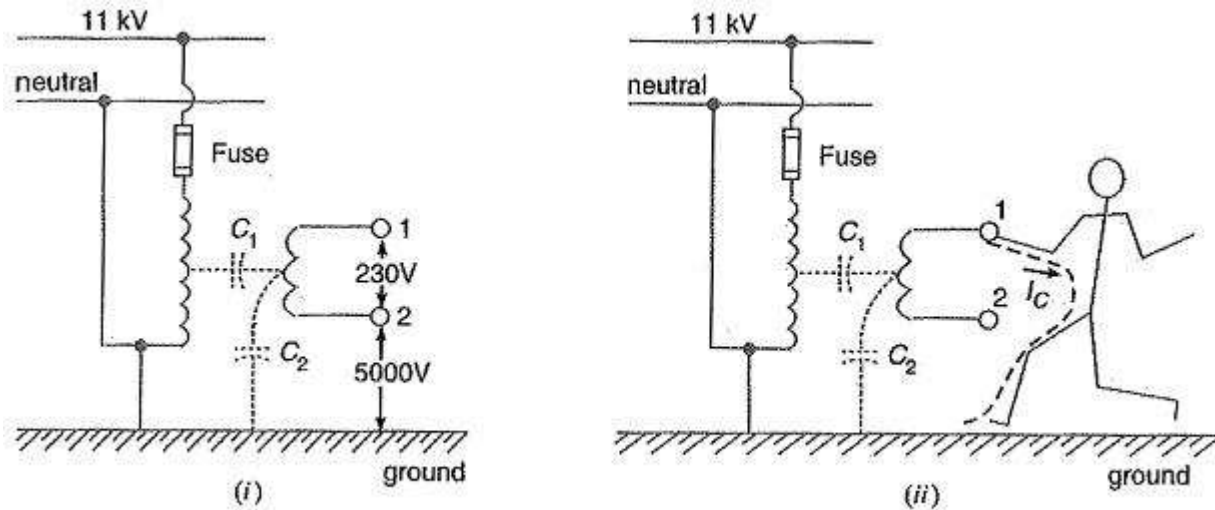 11 kV
neutral
Fuse
C₁
1
230V
2
C₂
5000V
ground
(i)
11 kV
neutral
Fuse
1
C₁
2
I_C
C₂
ground
(ii)